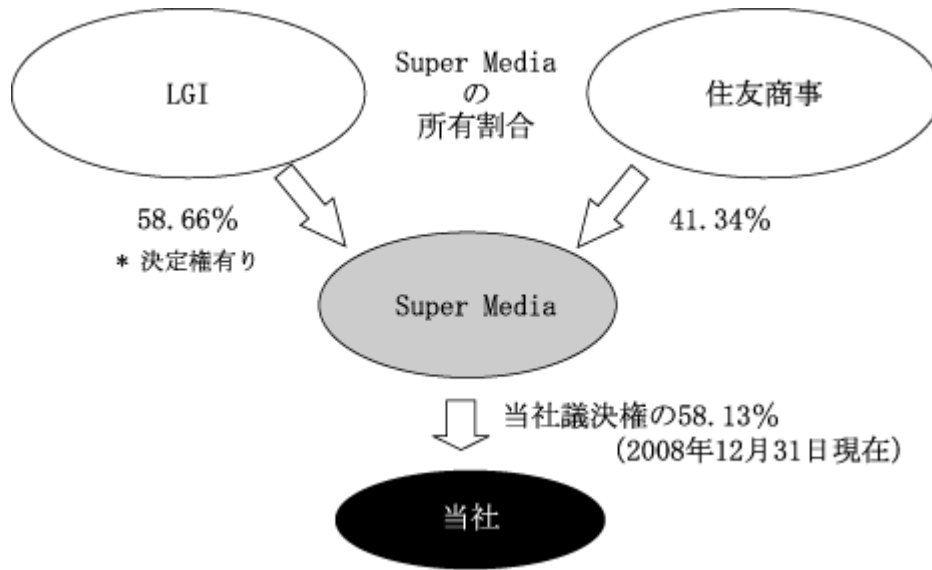 LGI
Super Media
の
所有割合
住友商事
58.66%
* 決定権有り
41.34%
Super Media
当社議決権の58.13%
(2008年12月31日現在)
当社